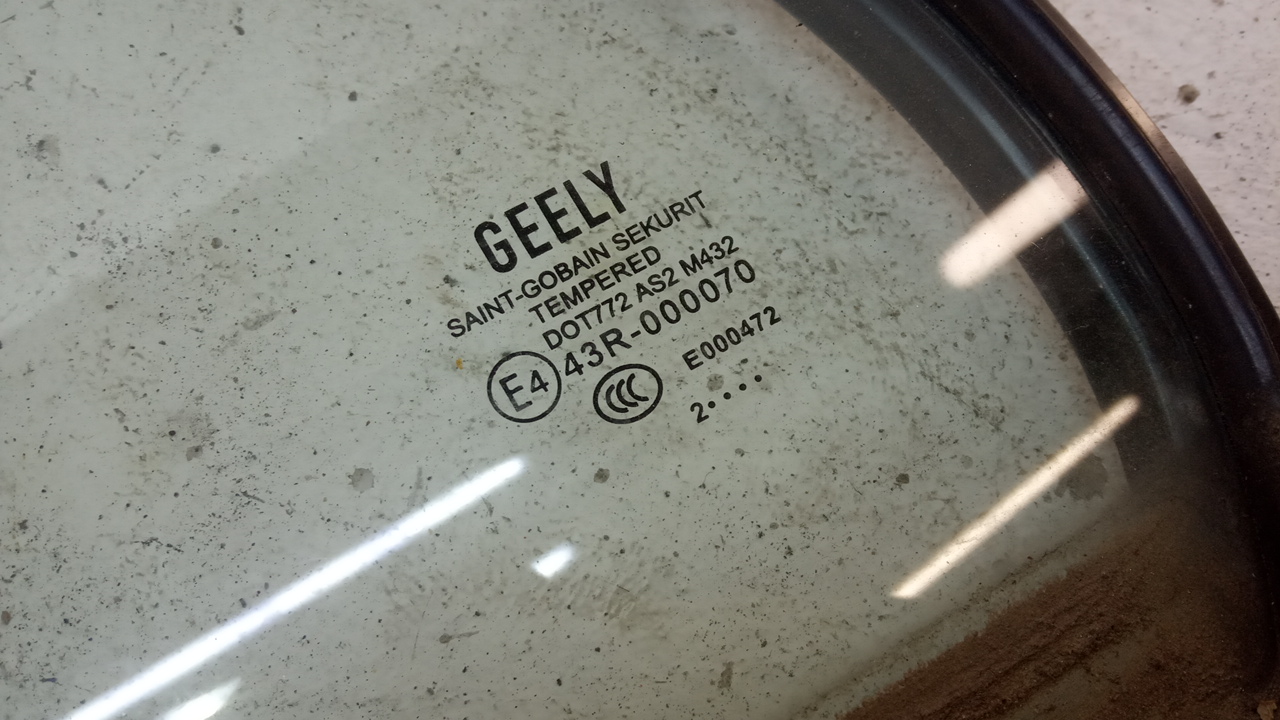 GEELY
SAINT-GOBAIN SEKURIT
TEMPERED
DOT772 AS2 M432
E4 43R-000070
CCC E000472
2••••